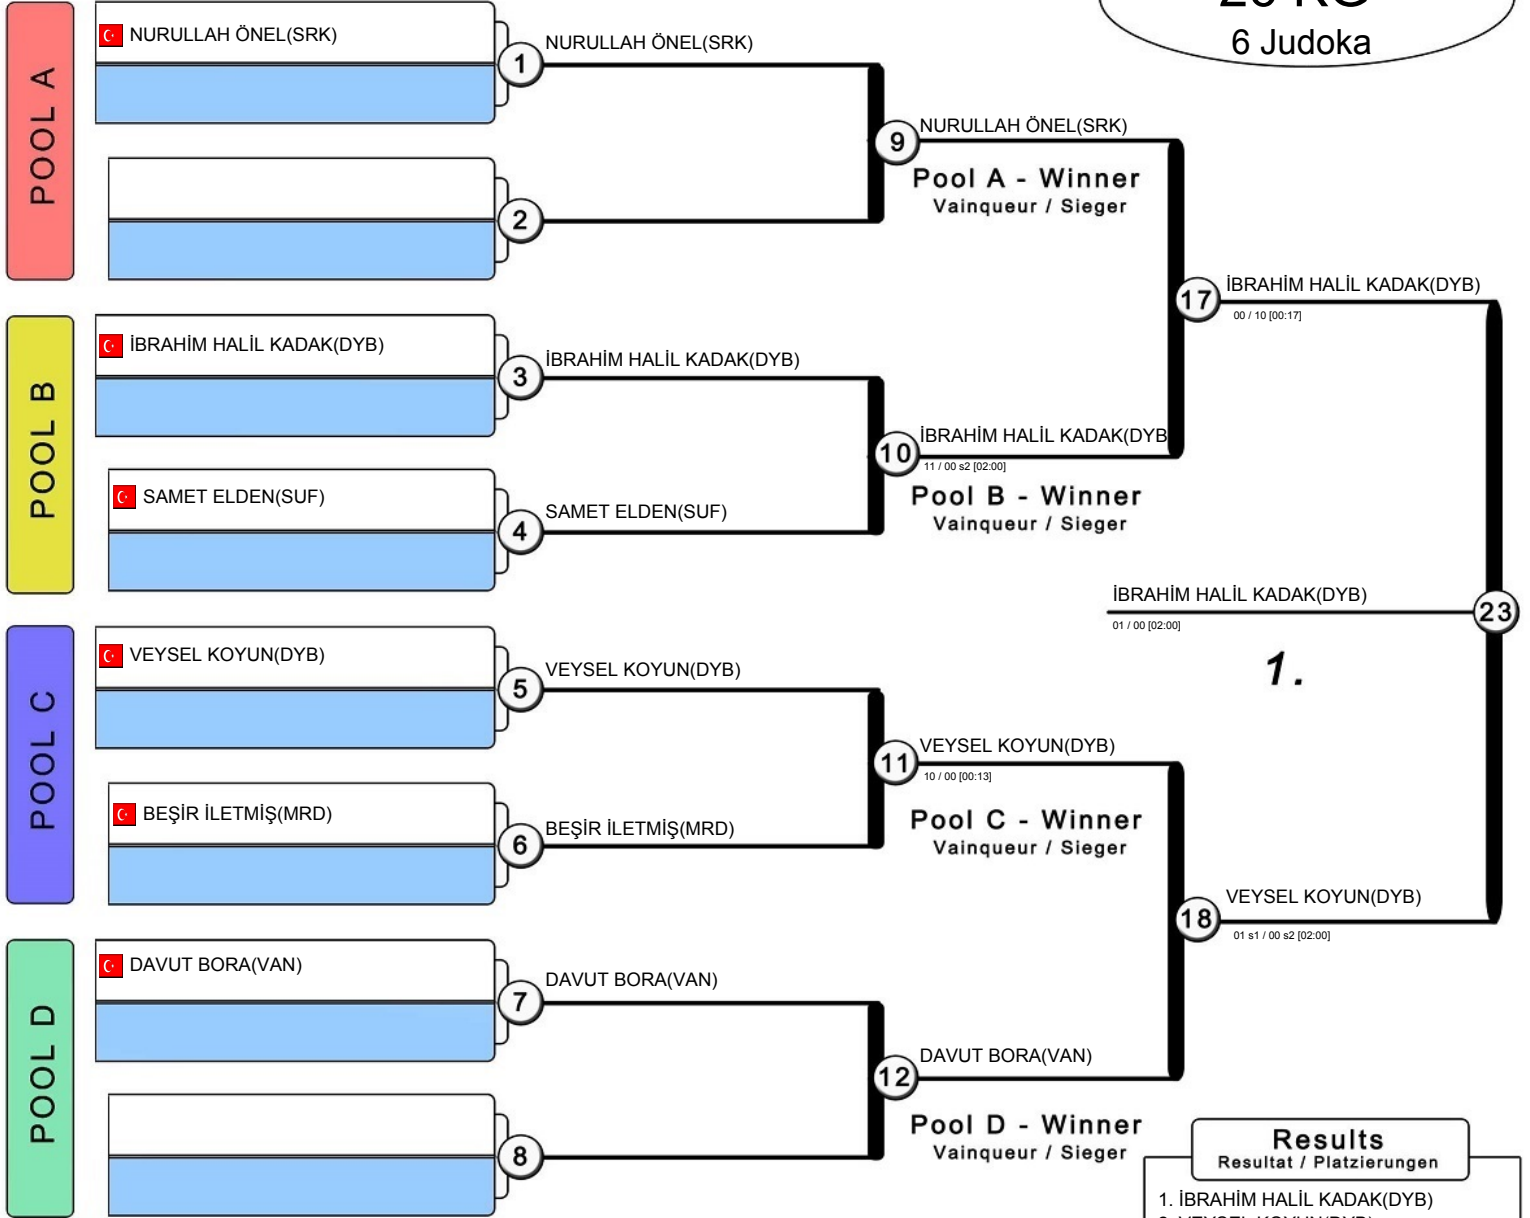 6 Judoka
POOL A
NURULLAH ÖNEL(SRK)
1
NURULLAH ÖNEL(SRK)
2
9
NURULLAH ÖNEL(SRK)
Pool A - Winner
Vainqueur / Sieger
POOL B
İBRAHİM HALİL KADAK(DYB)
3
İBRAHİM HALİL KADAK(DYB)
SAMET ELDEN(SUF)
4
SAMET ELDEN(SUF)
10
İBRAHİM HALİL KADAK(DYB
11 / 00 s2 [02:00]
Pool B - Winner
Vainqueur / Sieger
17
İBRAHİM HALİL KADAK(DYB)
00 / 10 [00:17]
POOL C
VEYSEL KOYUN(DYB)
5
VEYSEL KOYUN(DYB)
BEŞİR İLETMİŞ(MRD)
6
BEŞİR İLETMİŞ(MRD)
11
VEYSEL KOYUN(DYB)
10 / 00 [00:13]
Pool C - Winner
Vainqueur / Sieger
POOL D
DAVUT BORA(VAN)
7
DAVUT BORA(VAN)
8
12
DAVUT BORA(VAN)
Pool D - Winner
Vainqueur / Sieger
18
VEYSEL KOYUN(DYB)
01 s1 / 00 s2 [02:00]
İBRAHİM HALİL KADAK(DYB)
23
01 / 00 [02:00]
1.
Results
Resultat / Platzierungen
1. İBRAHİM HALİL KADAK(DYB)